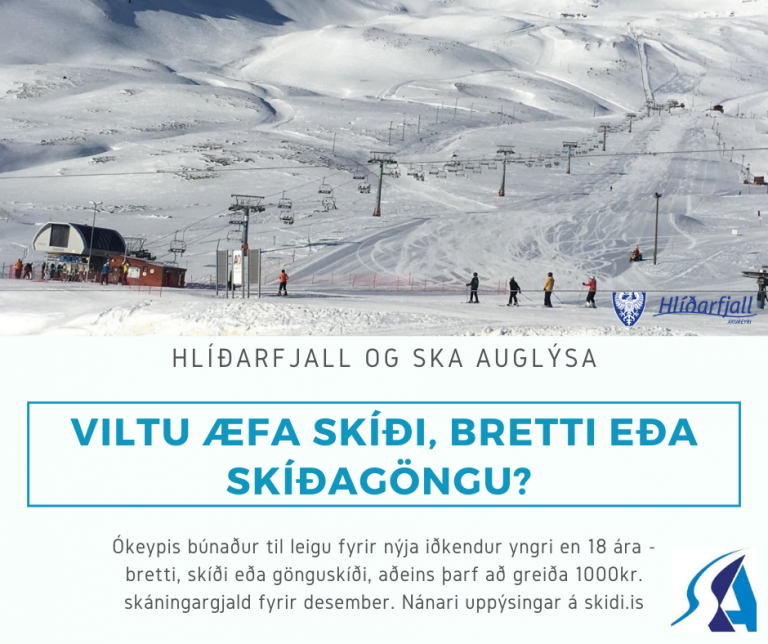 Hlíðarfjall
AKUREYRI
HLÍÐARFJALL OG SKA AUGLÝSA
VILTU ÆFA SKÍÐI, BRETTI EÐA
SKÍÐAGÖNGU?
Ókeypis búnaður til leigu fyrir nýja iðkendur yngri en 18 ára -
bretti, skíði eða gönguskíði, aðeins þarf að greiða 1000kr.
skáningargjald fyrir desember. Nánari uppýsingar á skidi.is